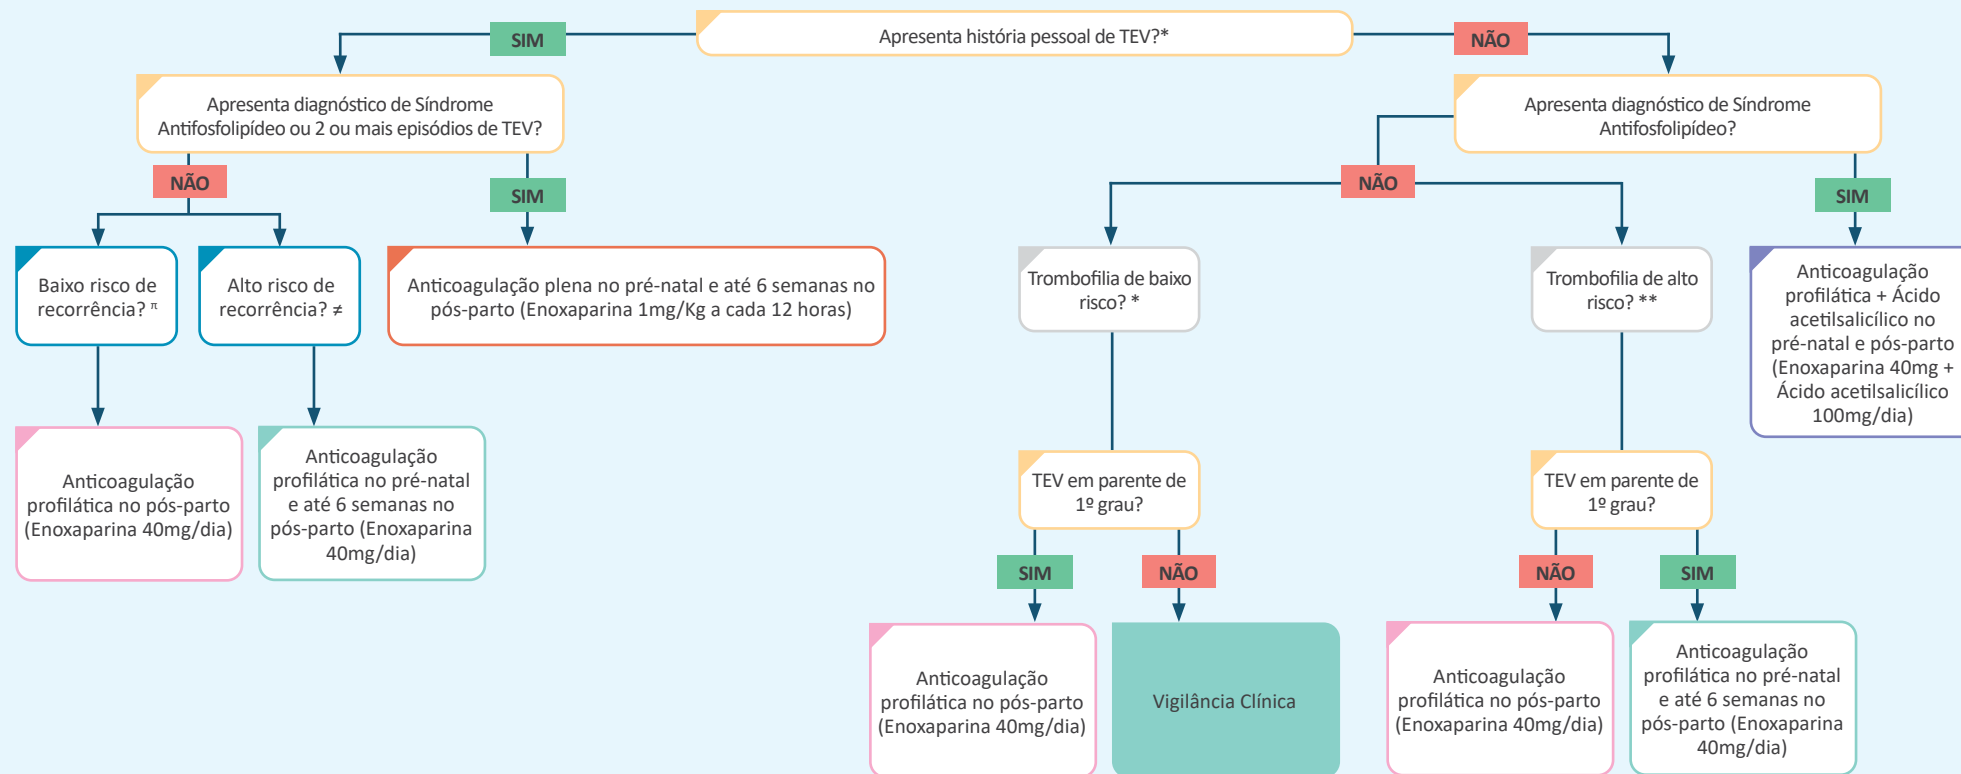 Apresenta história pessoal de TEV?*
SIM
NÃO
Apresenta diagnóstico de Síndrome
Antifosfolipídeo ou 2 ou mais episódios de TEV?
Apresenta diagnóstico de Síndrome
Antifosfolipídeo?
NÃO
SIM
NÃO
SIM
Baixo risco de
recorrência? π
Alto risco de
recorrência? ≠
Anticoagulação plena no pré-natal e até 6 semanas no
pós-parto (Enoxaparina 1mg/Kg a cada 12 horas)
Trombofilia de baixo
risco? *
Trombofilia de alto
risco? **
Anticoagulação
profilática + Ácido
acetilsalicílico no
pré-natal e pós-parto
(Enoxaparina 40mg +
Ácido acetilsalicílico
100mg/dia)
Anticoagulação
profilática no pós-parto
(Enoxaparina 40mg/dia)
Anticoagulação
profilática no pré-natal
e até 6 semanas no
pós-parto (Enoxaparina
40mg/dia)
TEV em parente de
1º grau?
TEV em parente de
1º grau?
SIM
NÃO
NÃO
SIM
Anticoagulação
profilática no pós-parto
(Enoxaparina 40mg/dia)
Vigilância Clínica
Anticoagulação
profilática no pós-parto
(Enoxaparina 40mg/dia)
Anticoagulação
profilática no pré-natal
e até 6 semanas no
pós-parto (Enoxaparina
40mg/dia)